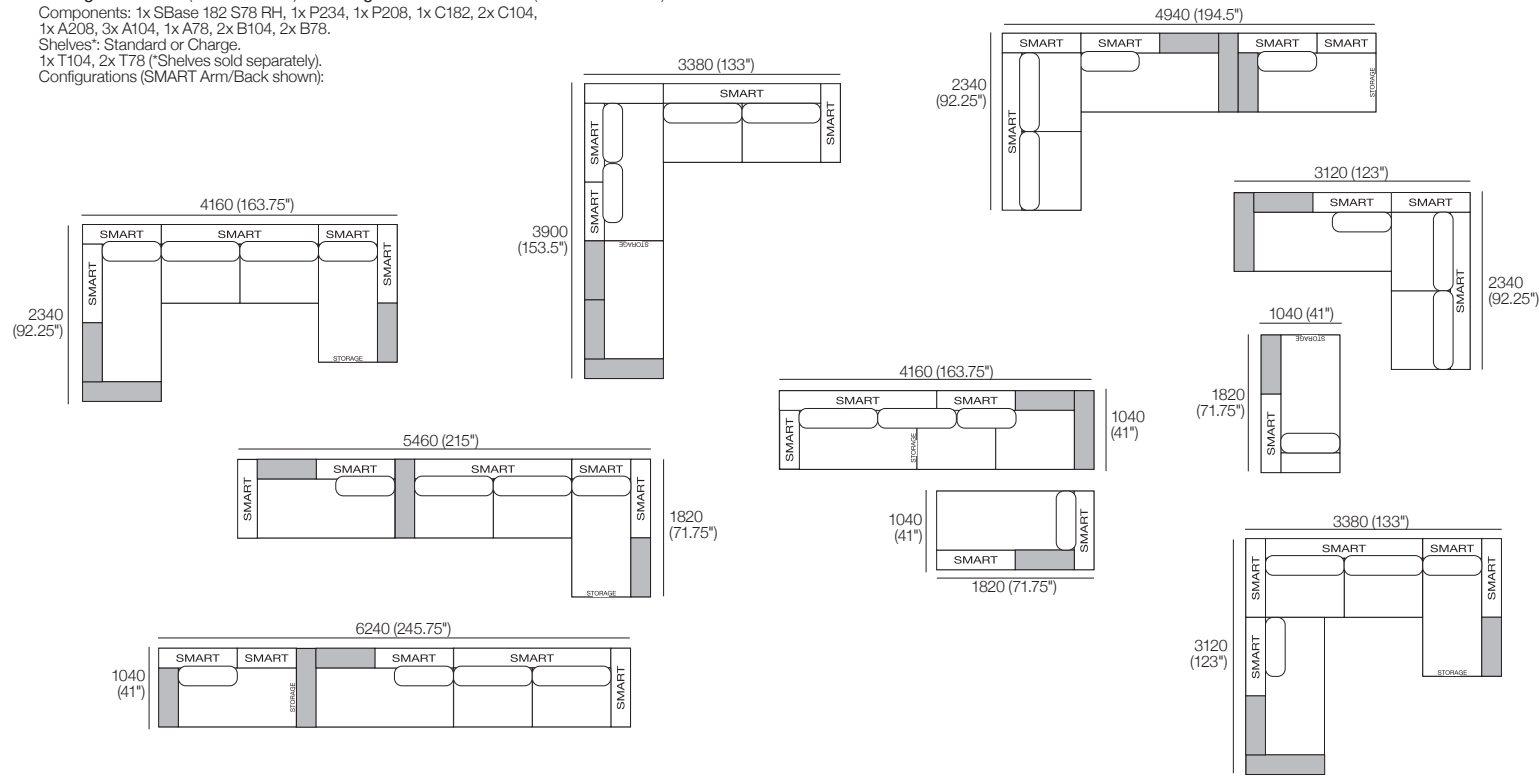 Components: 1x SBase 182 S78 RH, 1x P234, 1x P208, 1x C182, 2x C104,
1x A208, 3x A104, 1x A78, 2x B104, 2x B78.
Shelves*: Standard or Charge.
1x T104, 2x T78 (*Shelves sold separately).
Configurations (SMART Arm/Back shown):
4940 (194.5")
SMART SMART SMART SMART
2340
(92.25")
SMART
STORAGE
3380 (133")
SMART
SMART
SMART
SMART
3900
(153.5")
STORAGE
3120 (123")
SMART SMART
SMART
2340
(92.25")
4160 (163.75")
SMART SMART SMART
SMART
SMART
2340
(92.25")
STORAGE
1040 (41")
STORAGE
1820
(71.75")
SMART
4160 (163.75")
SMART SMART
SMART
STORAGE
1040
(41")
5460 (215")
SMART SMART SMART
SMART
SMART
1820
(71.75")
STORAGE
1040
(41")
SMART
SMART
1820 (71.75")
3380 (133")
SMART SMART
SMART
SMART
SMART
3120
(123")
STORAGE
6240 (245.75")
SMART SMART SMART SMART
1040
(41")
STORAGE
SMART